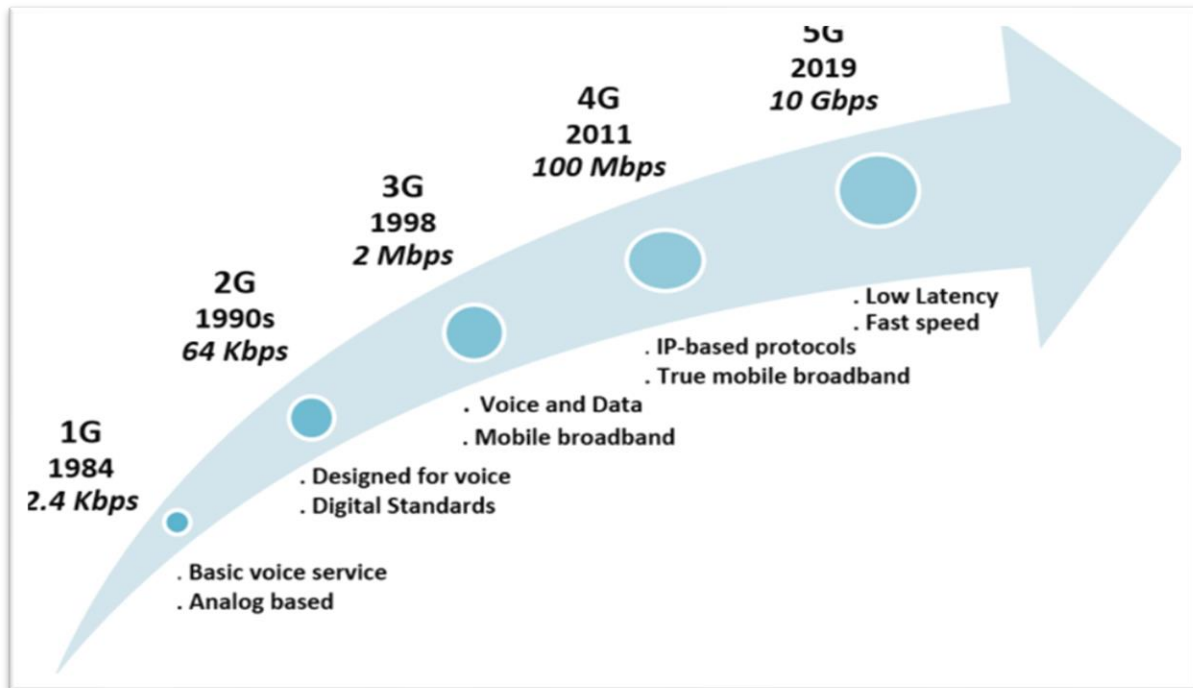 5G
2019
10 Gbps
4G
2011
100 Mbps
3G
1998
2 Mbps
2G
1990s
64 Kbps
1G
1984
2.4 Kbps
. Low Latency
. Fast speed
. IP-based protocols
. True mobile broadband
. Voice and Data
. Mobile broadband
. Designed for voice
. Digital Standards
. Basic voice service
. Analog based